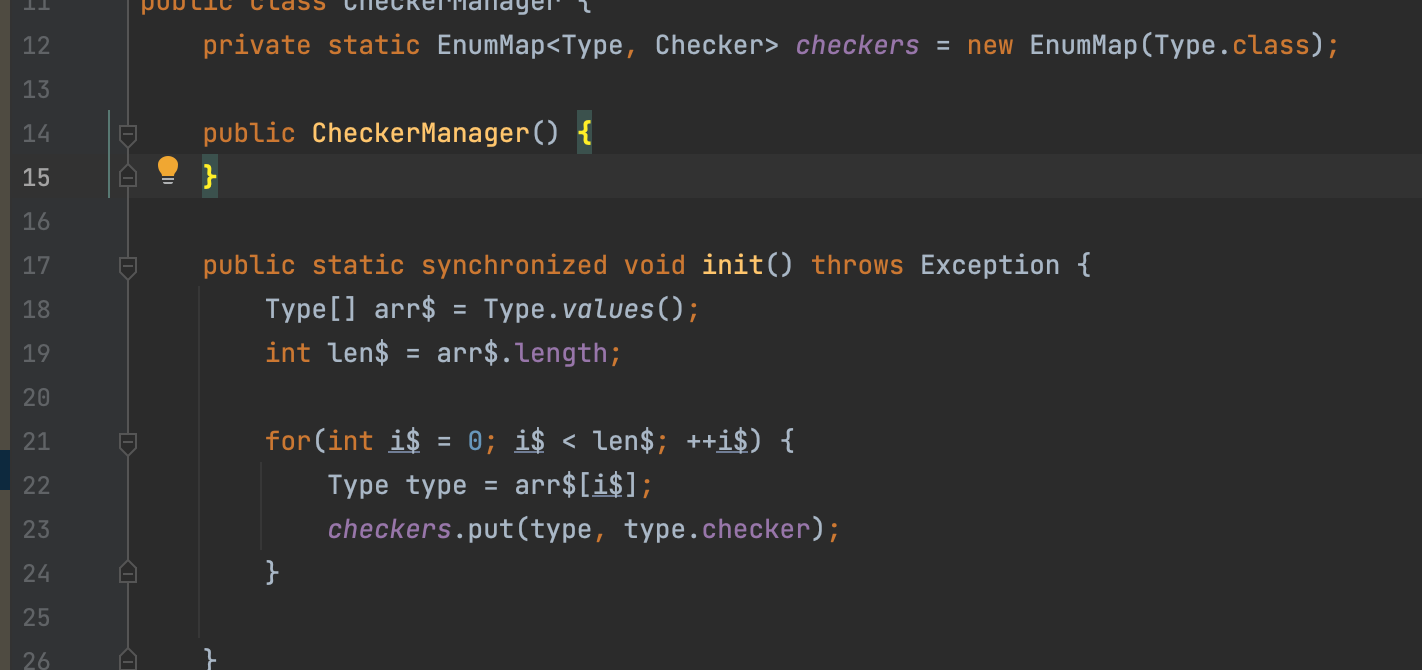 11 public class CheckerManager {
12 private static EnumMap<Type, Checker> checkers = new EnumMap(Type.class);
13
14 public CheckerManager() {
15 }
16
17 public static synchronized void init() throws Exception {
18 Type[] arr$ = Type.values();
19 int len$ = arr$.length;
20
21 for(int i$ = 0; i$ < len$; ++i$) {
22 Type type = arr$[i$];
23 checkers.put(type, type.checker);
24 }
25
26 }